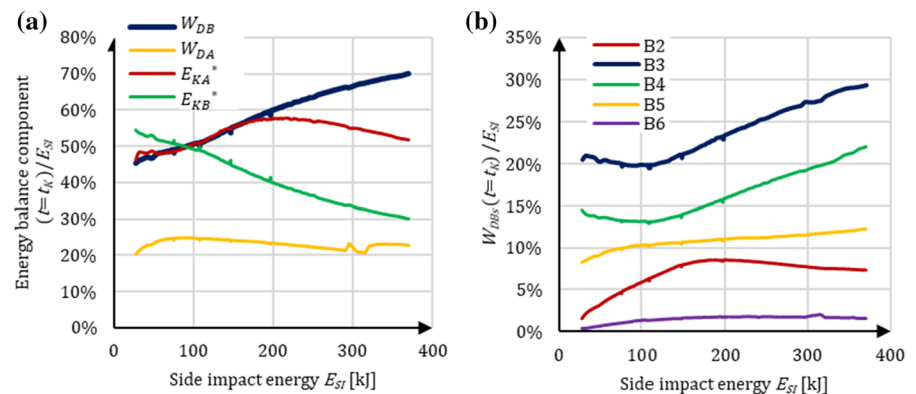 (a)
W_DB
W_DA
E_KA*
E_KB*
Energy balance component
(t=t_K)/E_SI
80%
70%
60%
50%
40%
30%
20%
10%
0%
0
100
200
300
400
Side impact energy E_SI [kJ]
(b)
B2
B3
B4
B5
B6
W_DBs (t=t_K)/E_SI
35%
30%
25%
20%
15%
10%
5%
0%
0
100
200
300
400
Side impact energy E_SI [kJ]